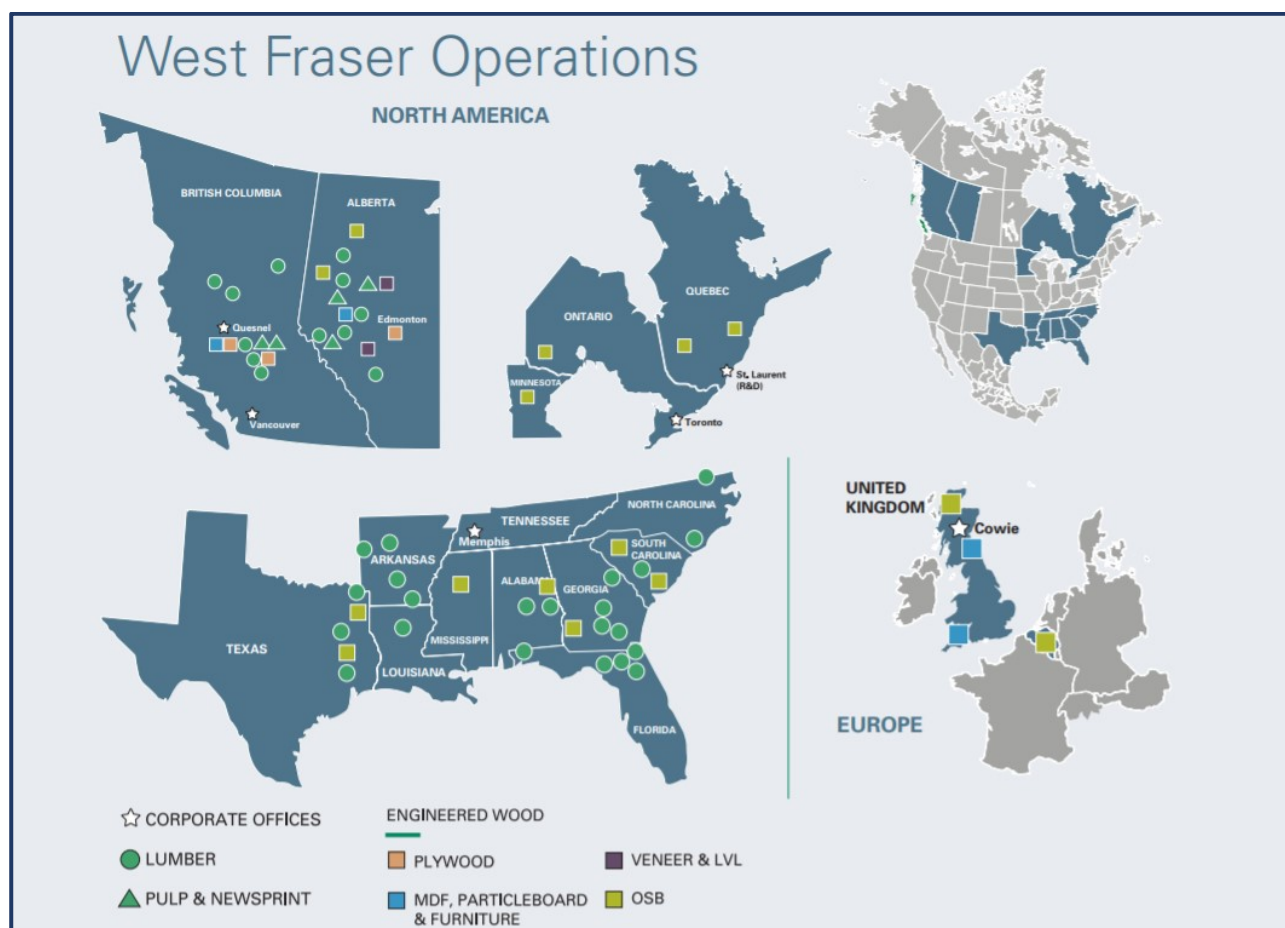 West Fraser Operations
NORTH AMERICA
BRITISH COLUMBIA
ALBERTA
Quesnel
Edmonton
Vancouver
ONTARIO
QUEBEC
MINNESOTA
St. Laurent
(R&D)
Toronto
TEXAS
ARKANSAS
LOUISIANA
Memphis
TENNESSEE
MISSISSIPPI
ALABAMA
GEORGIA
NORTH CAROLINA
SOUTH
CAROLINA
FLORIDA
UNITED
KINGDOM
Cowie
EUROPE
CORPORATE OFFICES
LUMBER
PULP & NEWSPRINT
ENGINEERED WOOD
PLYWOOD
MDF, PARTICLEBOARD
& FURNITURE
VENEER & LVL
OSB